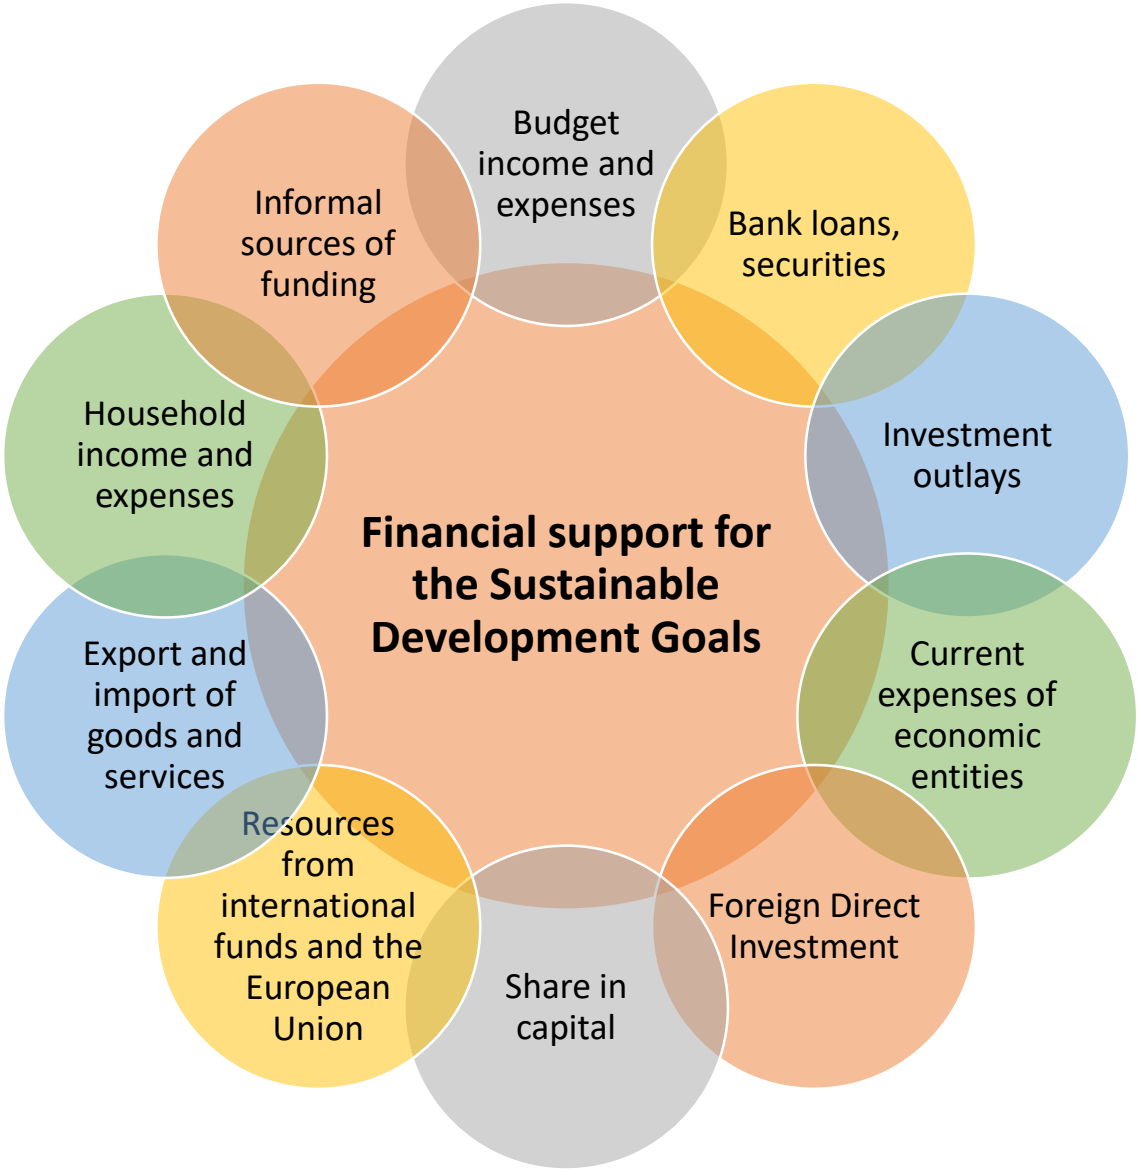 Budget
income and
expenses
Bank loans,
securities
Investment
outlays
Current
expenses of
economic
entities
Foreign Direct
Investment
Share in
capital
Resources
from
international
funds and the
European
Union
Export and
import of
goods and
services
Household
income and
expenses
Informal
sources of
funding
Financial support for
the Sustainable
Development Goals